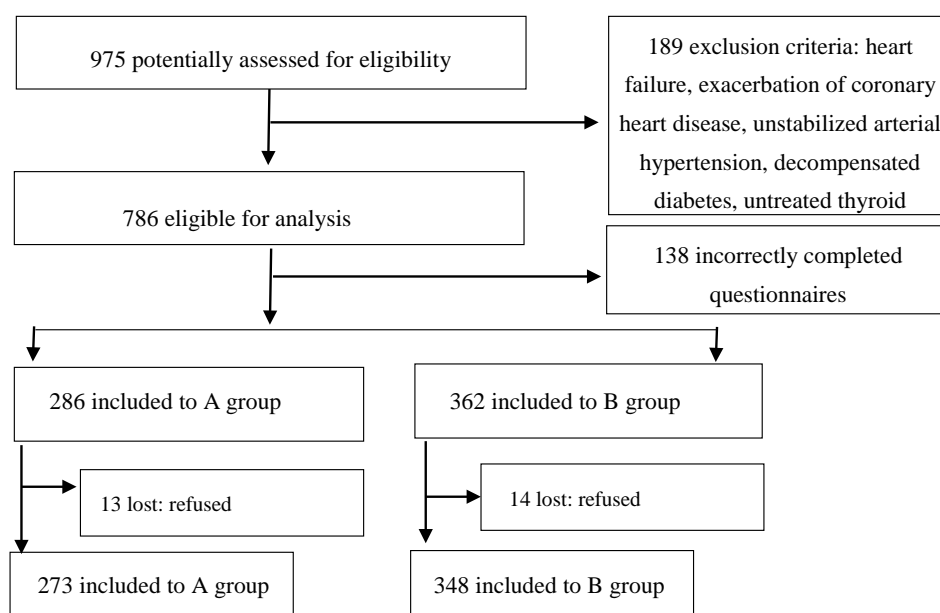 975 potentially assessed for eligibility
189 exclusion criteria: heart
failure, exacerbation of coronary
heart disease, unstabilized arterial
hypertension, decompensated
diabetes, untreated thyroid
786 eligible for analysis
138 incorrectly completed
questionnaires
286 included to A group
362 included to B group
13 lost: refused
14 lost: refused
273 included to A group
348 included to B group